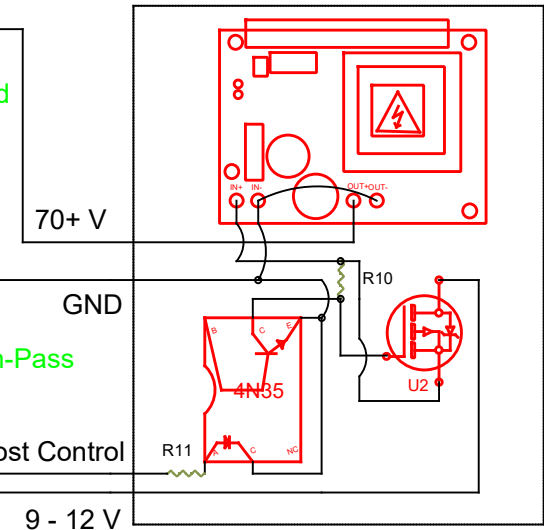 d
IN+ IN- OUT+ OUT-
70+ V
R10
GND
B C E
n-Pass
4N35
U2
ost Control
R11
A C NC
9 - 12 V